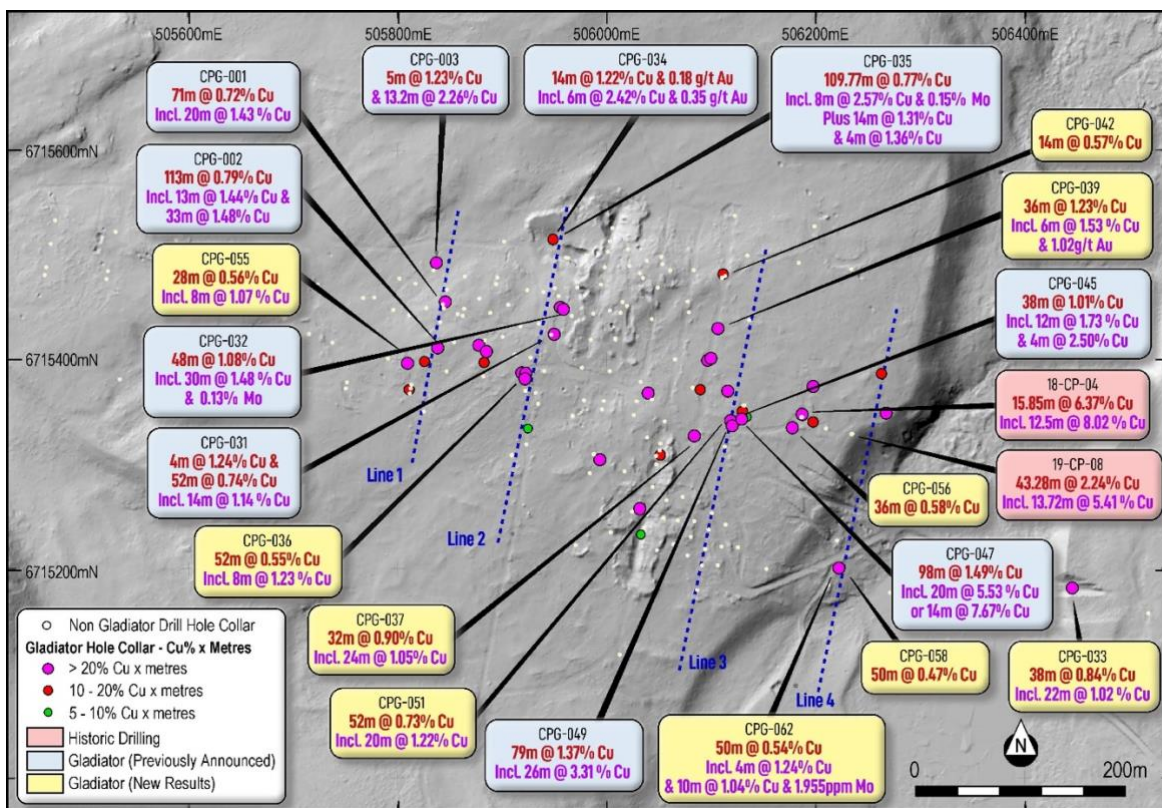 505600mE
505800mE
506000mE
506200mE
506400mE
6715600mN
6715400mN
6715200mN
CPG-001
71m @ 0.72% Cu
Incl. 20m @ 1.43 % Cu
CPG-003
5m @ 1.23% Cu
& 13.2m @ 2.26% Cu
CPG-034
14m @ 1.22% Cu & 0.18 g/t Au
Incl. 6m @ 2.42% Cu & 0.35 g/t Au
CPG-035
109.77m @ 0.77% Cu
Incl. 8m @ 2.57% Cu & 0.15% Mo
Plus 14m @ 1.31% Cu
& 4m @ 1.36% Cu
CPG-042
14m @ 0.57% Cu
CPG-002
113m @ 0.79% Cu
Incl. 13m @ 1.44% Cu &
33m @ 1.48% Cu
CPG-039
36m @ 1.23% Cu
Incl. 6m @ 1.53 % Cu
& 1.02g/t Au
CPG-055
28m @ 0.56% Cu
Incl. 8m @ 1.07 % Cu
CPG-045
38m @ 1.01% Cu
Incl. 12m @ 1.73 % Cu
& 4m @ 2.50% Cu
CPG-032
48m @ 1.08% Cu
Incl. 30m @ 1.48 % Cu
& 0.13% Mo
18-CP-04
15.85m @ 6.37% Cu
Incl. 12.5m @ 8.02 % Cu
CPG-031
4m @ 1.24% Cu &
52m @ 0.74% Cu
Incl. 14m @ 1.14 % Cu
19-CP-08
43.28m @ 2.24% Cu
Incl. 13.72m @ 5.41 % Cu
Line 1
Line 2
Line 3
Line 4
CPG-056
36m @ 0.58% Cu
CPG-036
52m @ 0.55% Cu
Incl. 8m @ 1.23 % Cu
CPG-047
98m @ 1.49% Cu
Incl. 20m @ 5.53 % Cu
or 14m @ 7.67% Cu
CPG-037
32m @ 0.90% Cu
Incl. 24m @ 1.05% Cu
CPG-058
50m @ 0.47% Cu
CPG-033
38m @ 0.84% Cu
Incl. 22m @ 1.02 % Cu
CPG-051
52m @ 0.73% Cu
Incl. 20m @ 1.22% Cu
CPG-049
79m @ 1.37% Cu
Incl. 26m @ 3.31 % Cu
CPG-062
50m @ 0.54% Cu
Incl. 4m @ 1.24% Cu
& 10m @ 1.04% Cu & 1.955ppm Mo
Non Gladiator Drill Hole Collar
Gladiator Hole Collar - Cu% x Metres
> 20% Cu x metres
10 - 20% Cu x metres
5 - 10% Cu x metres
Historic Drilling
Gladiator (Previously Announced)
Gladiator (New Results)
N
0
200m